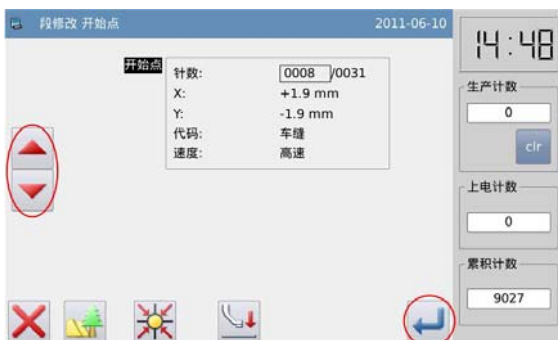 段修改 开始点 2011-06-10
14:48
开始点
针数: 0008 /0031
X: +1.9 mm
Y: -1.9 mm
代码: 车缝
速度: 高速
生产计数
0
clr
上电计数
0
累积计数
9027